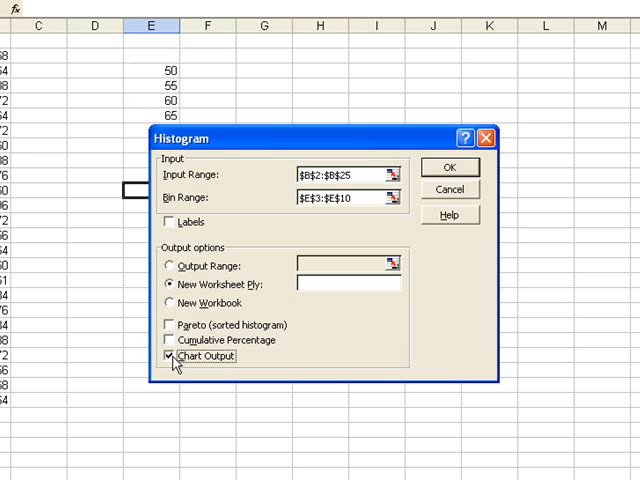 fx
C D E F G H I J K L M
50
55
60
65
Histogram
Input
Input Range: $B$2:$B$25 OK
Bin Range: $E$3:$E$10 Cancel
Labels Help
Output options
Output Range:
New Worksheet Ply:
New Workbook
Pareto (sorted histogram)
Cumulative Percentage
Chart Output